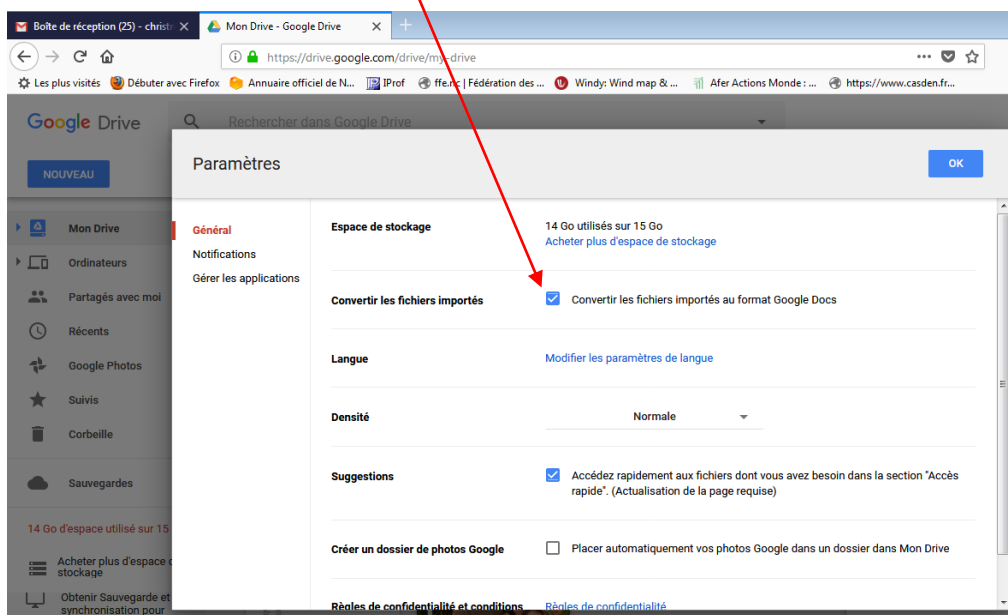 Boîte de réception (25) - christ
Mon Drive - Google Drive
https://drive.google.com/drive/my-drive
Les plus visités
Débuter avec Firefox
Annuaire officiel de N...
IProf
ffe.nc | Fédération des ...
Windy: Wind map & ...
Afer Actions Monde : ...
https://www.casden.fr...
Google Drive
Rechercher dans Google Drive
NOUVEAU
Mon Drive
Ordinateurs
Partagés avec moi
Récents
Google Photos
Suivis
Corbeille
Sauvegardes
14 Go d'espace utilisé sur 15
Acheter plus d'espace d
stockage
Obtenir Sauvegarde et
synchronisation pour
Paramètres
OK
Général
Notifications
Gérer les applications
Espace de stockage
14 Go utilisés sur 15 Go
Acheter plus d'espace de stockage
Convertir les fichiers importés
Convertir les fichiers importés au format Google Docs
Langue
Modifier les paramètres de langue
Densité
Normale
Suggestions
Accédez rapidement aux fichiers dont vous avez besoin dans la section "Accès
rapide". (Actualisation de la page requise)
Créer un dossier de photos Google
Placer automatiquement vos photos Google dans un dossier dans Mon Drive
Règles de confidentialité et conditions
Règles de confidentialité